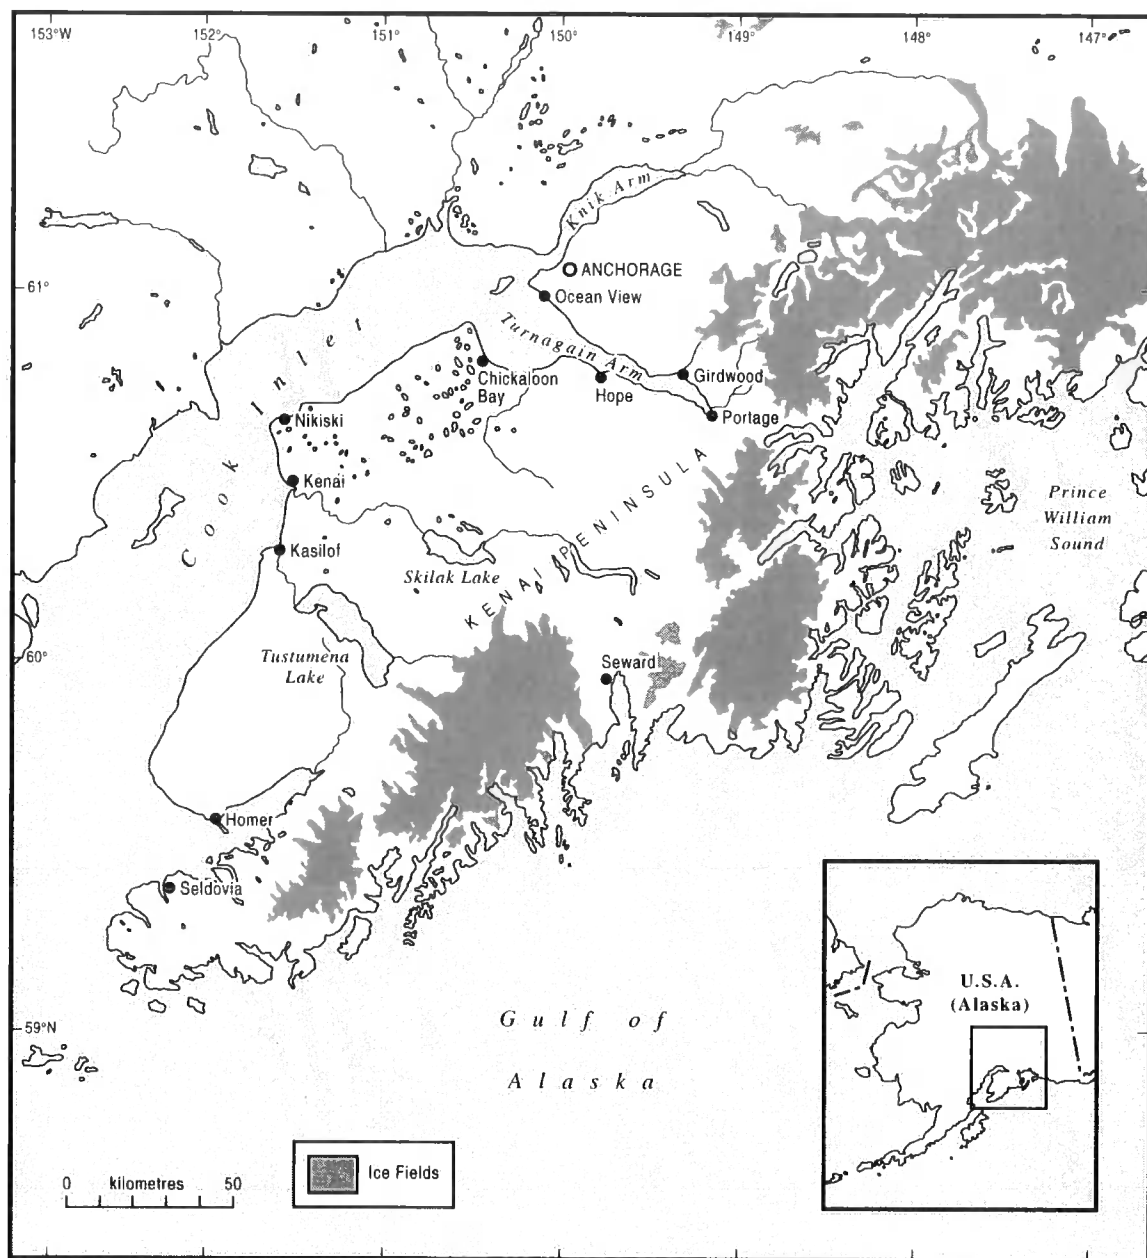 153°W
152°
151°
150°
149°
148°
147°
Knik Arm
ANCHORAGE
61°
Ocean View
Turnagain Arm
Cook Inlet
Chickaloon
Bay
Hope
Girdwood
Portage
Nikiski
Kenai
KENAI PENINSULA
Prince
William
Sound
Kasilof
Skilak Lake
60°
Tustumena
Lake
Seward
Homer
Seldovia
U.S.A.
(Alaska)
59°N
Gulf of
Alaska
0 kilometres 50
Ice Fields